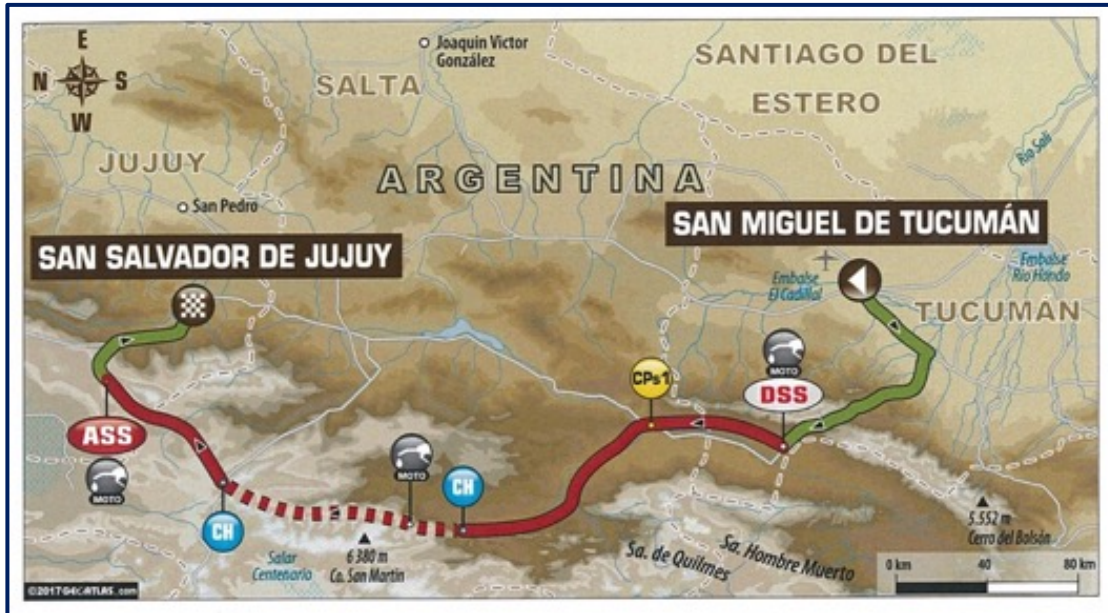 E
N
S
W
Joaquin Victor
González
SALTA
SANTIAGO DEL
ESTERO
JUJUY
San Pedro
ARGENTINA
Rio Sali
SAN SALVADOR DE JUJUY
SAN MIGUEL DE TUCUMÁN
Embalse
El Cadillal
Embalse
Rio Hondo
TUCUMÁN
CPs1
MOTO
DSS
ASS
MOTO
MOTO
CH
CH
Salar
Centenario
6 380 m
Co. San Martin
Sa. de Quilmes
Sa. Hombre Muerto
5.552 m
Cerro del Bolsón
0 km
40
80 km